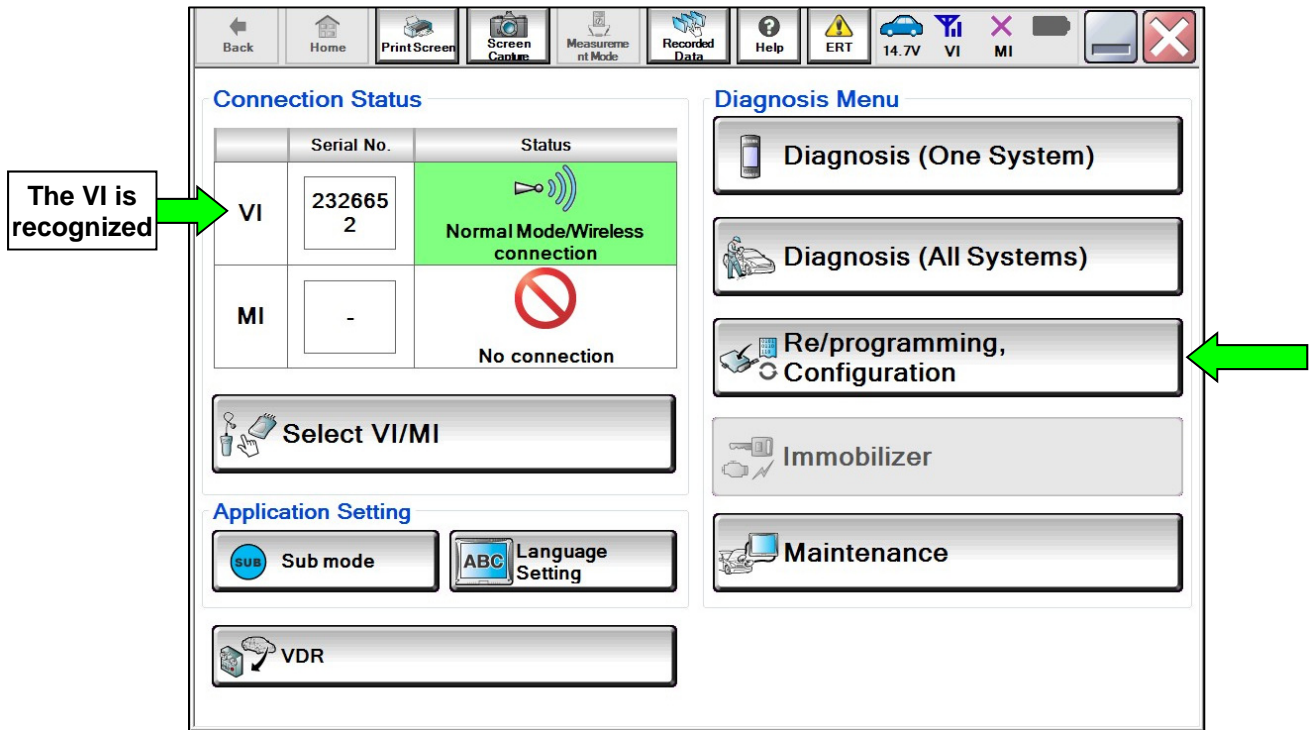 Back
Home
Print Screen
Screen
Capture
Measureme
nt Mode
Recorded
Data
Help
ERT
14.7V
VI
MI
Connection Status
Serial No.
Status
The VI is
recognized
VI
232665
2
Normal Mode/Wireless
connection
MI
-
No connection
Select VI/MI
Application Setting
SUB
Sub mode
ABC
Language
Setting
VDR
Diagnosis Menu
Diagnosis (One System)
Diagnosis (All Systems)
Re/programming,
Configuration
Immobilizer
Maintenance